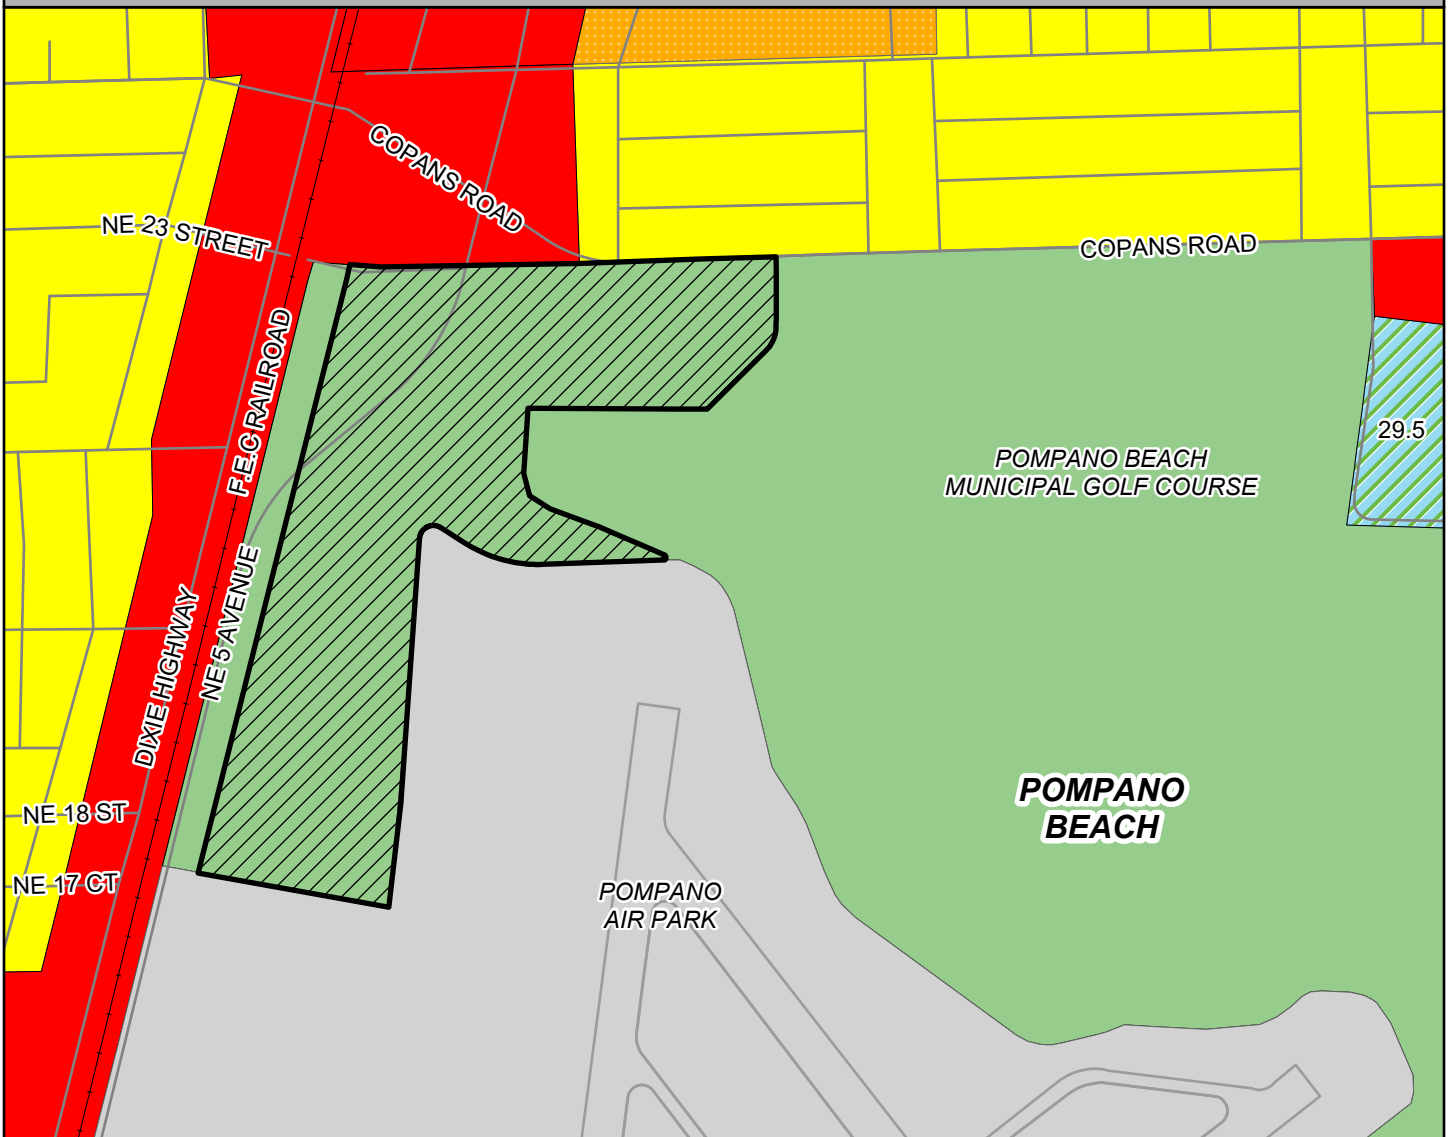 COPANS ROAD
NE 23 STREET
COPANS ROAD
F.E.C RAILROAD
29.5
POMPANO BEACH
MUNICIPAL GOLF COURSE
NE 5 AVENUE
DIXIE HIGHWAY
POMPANO
BEACH
NE 18 ST
NE 17 CT
POMPANO
AIR PARK